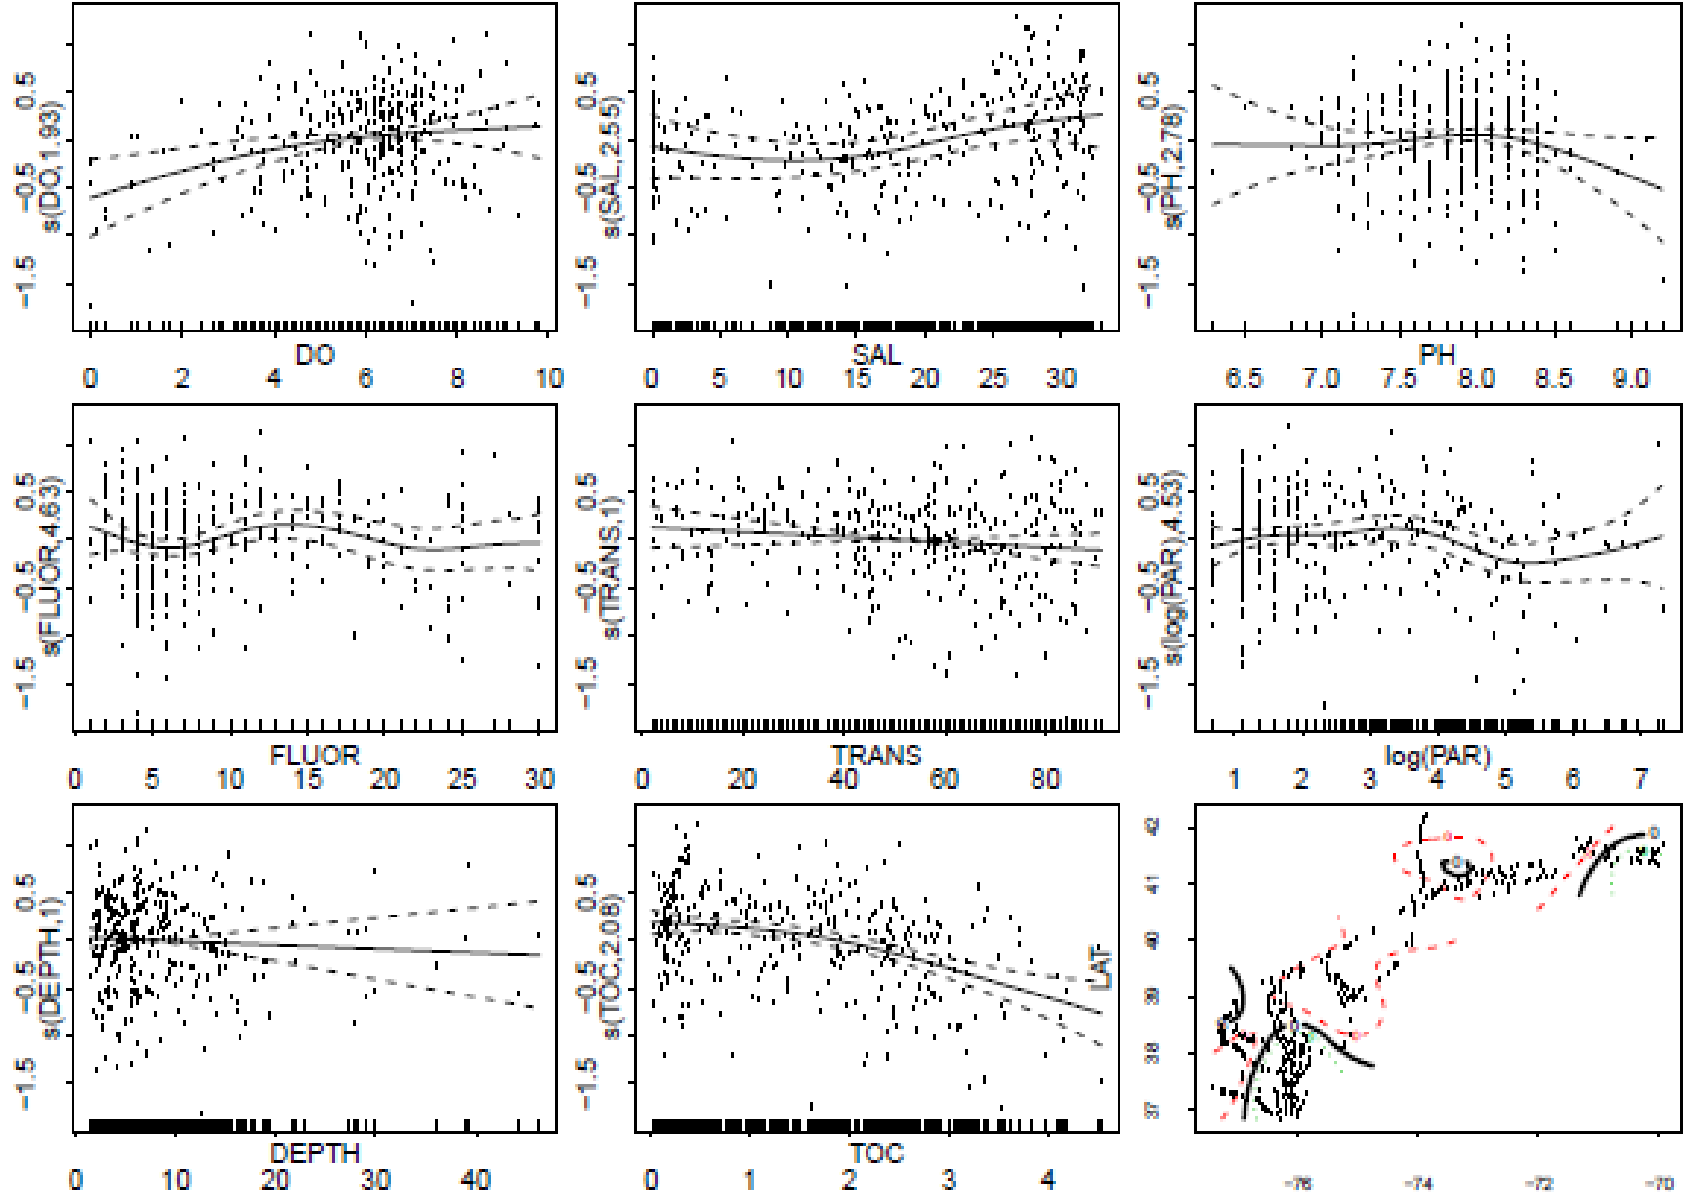 0.5
−0.5
−1.5
s(DO,1.93)
DO
0 2 4 6 8 10
0.5
−0.5
−1.5
s(SAL,2.55)
SAL
0 5 10 15 20 25 30
0.5
−0.5
−1.5
s(PH,2.78)
PH
6.5 7.0 7.5 8.0 8.5 9.0
0.5
−0.5
−1.5
s(FLUOR,4.63)
FLUOR
0 5 10 15 20 25 30
0.5
−0.5
−1.5
s(TRANS,1)
TRANS
0 20 40 60 80
0.5
−0.5
−1.5
s(log(PAR),4.53)
log(PAR)
1 2 3 4 5 6 7
0.5
−0.5
−1.5
s(DEPTH,1)
DEPTH
0 10 20 30 40
0.5
−0.5
−1.5
s(TOC,2.08)
TOC
0 1 2 3 4
LAT
42
41
40
39
38
37
−76 −74 −72 −70